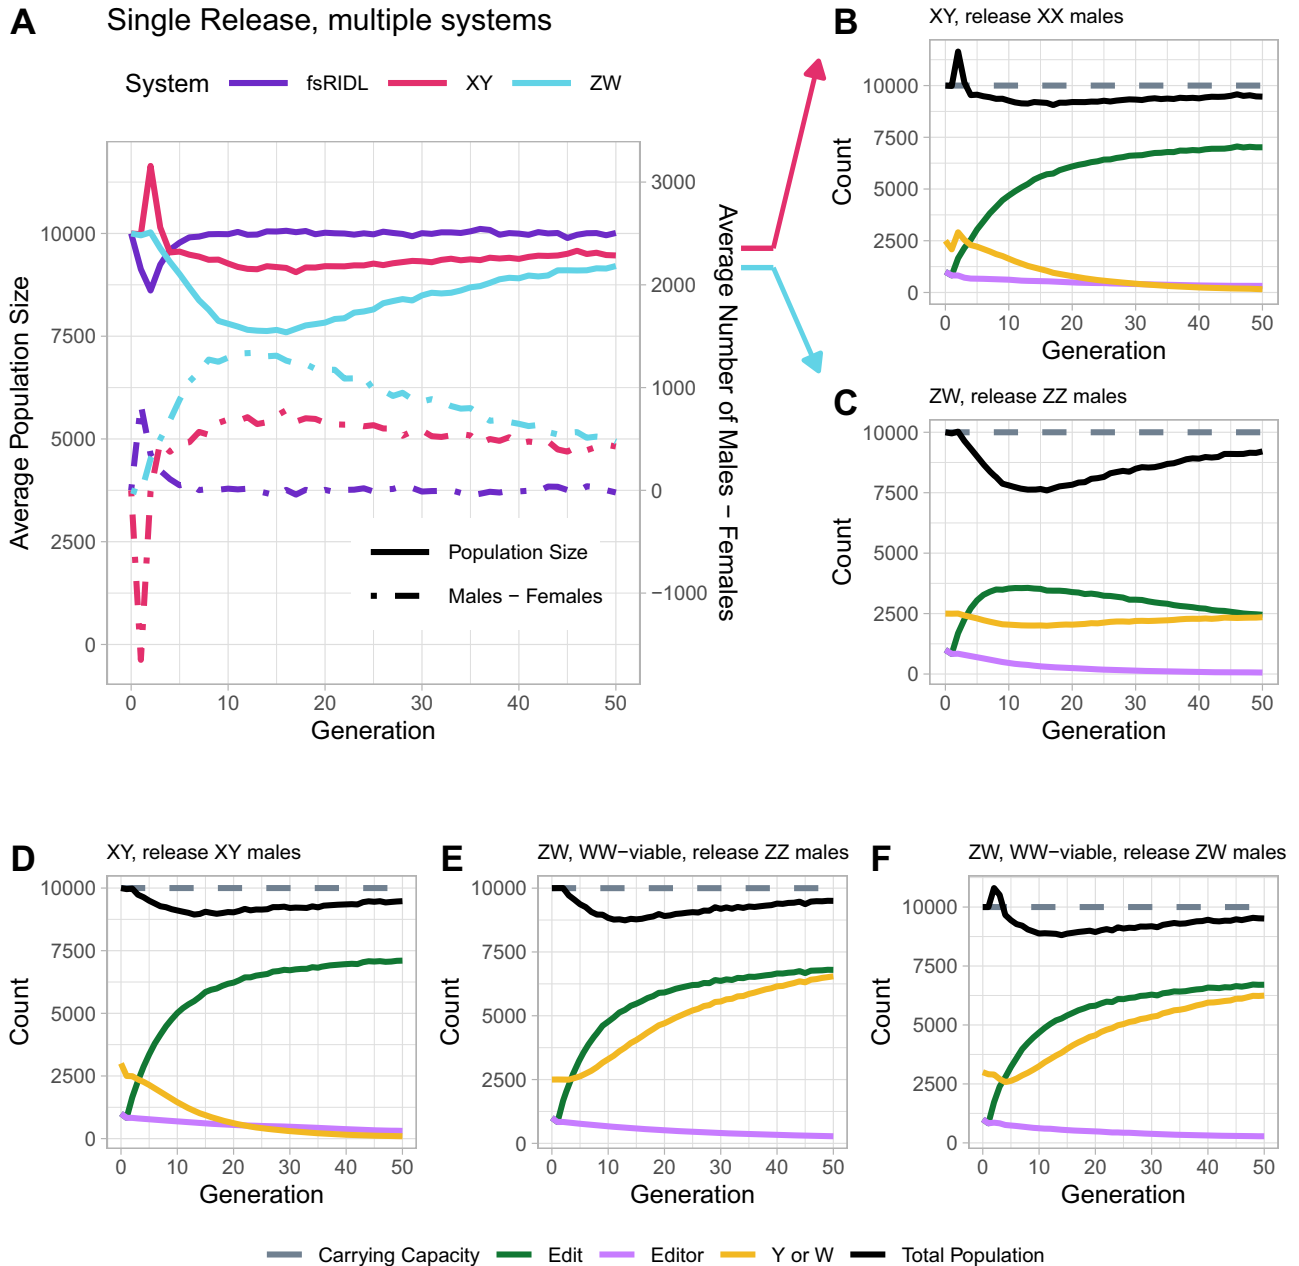 A
Single Release, multiple systems
System fsRIDL XY ZW
Average Population Size
10000
7500
5000
2500
0
3000
2000
1000
0
−1000
Average Number of Males − Females
Population Size
Males − Females
0 10 20 30 40 50
Generation
B
XY, release XX males
Count
10000
7500
5000
2500
0
0 10 20 30 40 50
Generation
C
ZW, release ZZ males
Count
10000
7500
5000
2500
0
0 10 20 30 40 50
Generation
D
XY, release XY males
Count
10000
7500
5000
2500
0
0 10 20 30 40 50
Generation
E
ZW, WW−viable, release ZZ males
Count
10000
7500
5000
2500
0
0 10 20 30 40 50
Generation
F
ZW, WW−viable, release ZW males
Count
10000
7500
5000
2500
0
0 10 20 30 40 50
Generation
Carrying Capacity Edit Editor Y or W Total Population